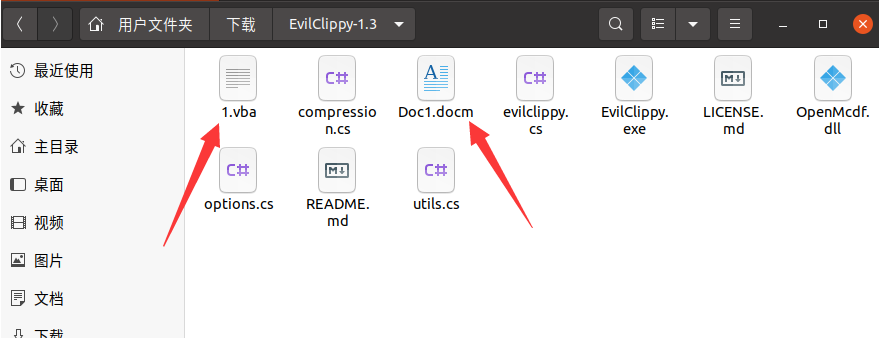 用户文件夹 下载 EvilClippy-1.3
最近使用
收藏
主目录
桌面
视频
图片
文档
下载
1.vba
compressio
n.cs
Doc1.docm
evilclippy.
cs
EvilClippy.
exe
LICENSE.
md
OpenMcdf.
dll
options.cs
README.
md
utils.cs